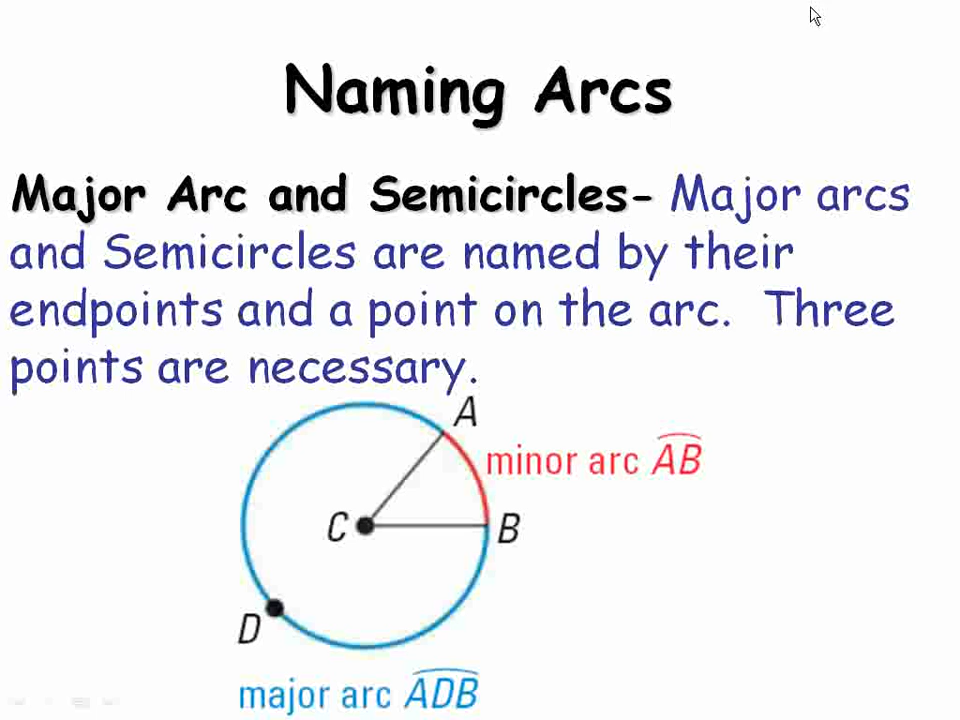 Naming Arcs
Major Arc and Semicircles- Major arcs
and Semicircles are named by their
endpoints and a point on the arc. Three
points are necessary.
A
minor arc AB
C
B
D
major arc ADB